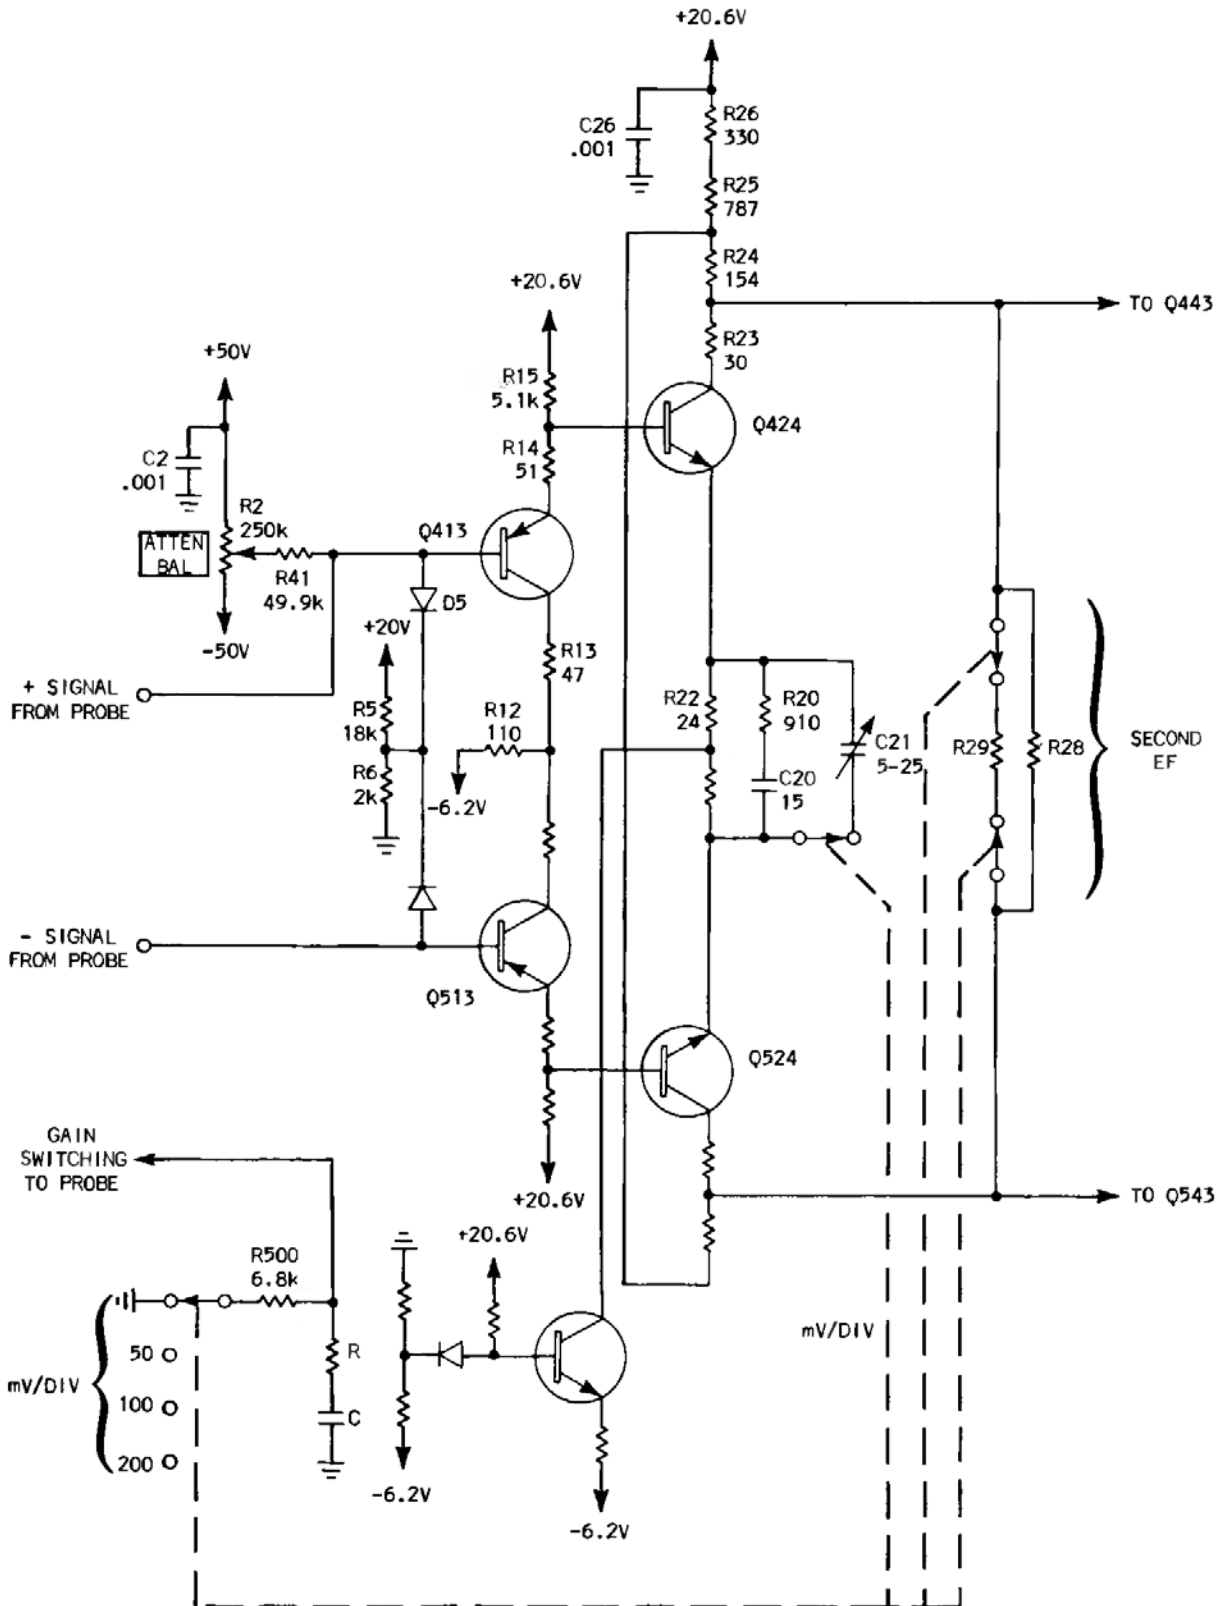 +20.6V
C26
.001
R26
330
R25
787
R24
154
TO Q443
+20.6V
R23
30
+50V
R15
5.1k
Q424
C2
.001
R14
51
R2
250k
Q413
ATTEN
BAL
R41
49.9k
D5
+20V
-50V
R13
47
+ SIGNAL
FROM PROBE
R5
18k
R12
110
R22
24
R20
910
C21
5-25
R29
R28
SECOND
EF
R6
2k
-6.2V
C20
15
- SIGNAL
FROM PROBE
Q513
Q524
GAIN
SWITCHING
TO PROBE
+20.6V
TO Q543
+20.6V
R500
6.8k
mV/DIV
R
50
mV/DIV
100
C
200
-6.2V
-6.2V